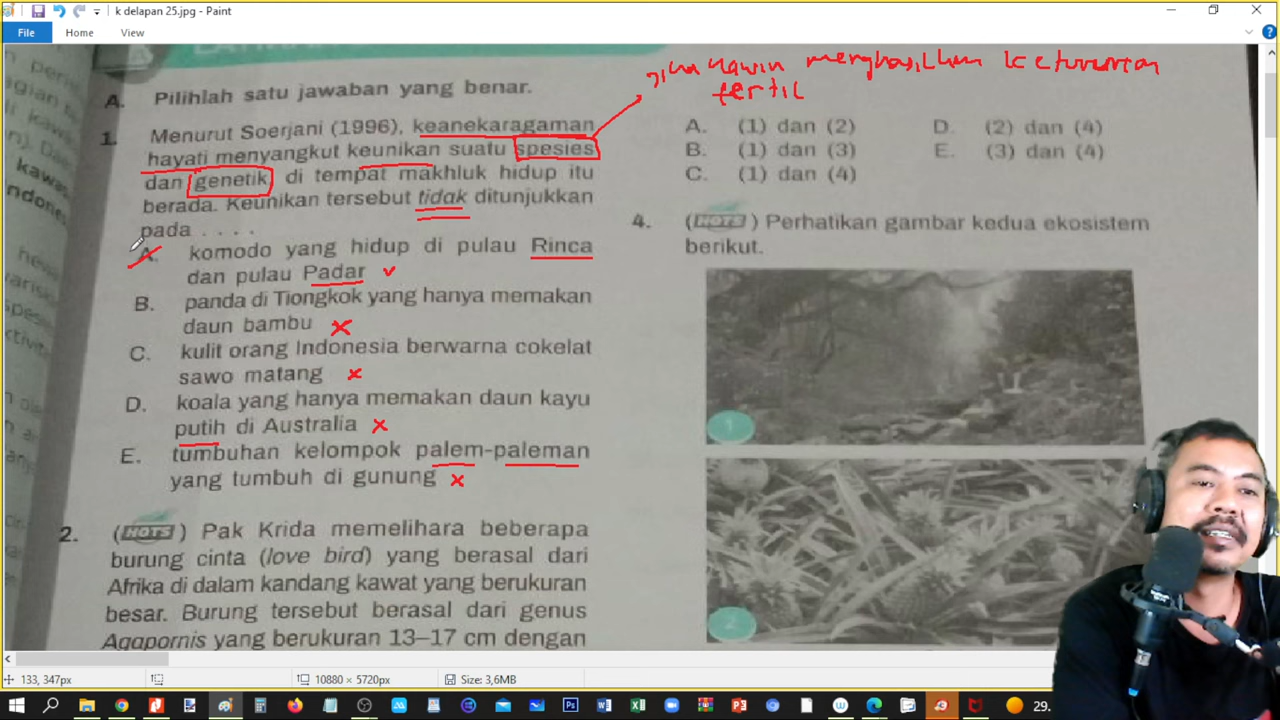 k delapan 25.jpg - Paint
File
Home
View
A. Pilihlah satu jawaban yang benar.
1. Menurut Soerjani (1996), keanekaragaman
hayati menyangkut keunikan suatu spesies
dan genetik di tempat makhluk hidup itu
berada. Keunikan tersebut tidak ditunjukkan
pada . . . .
A. komodo yang hidup di pulau Rinca
dan pulau Padar
B. panda di Tiongkok yang hanya memakan
daun bambu
C. kulit orang Indonesia berwarna cokelat
sawo matang
D. koala yang hanya memakan daun kayu
putih di Australia
E. tumbuhan kelompok palem-paleman
yang tumbuh di gunung
2. (HOTS) Pak Krida memelihara beberapa
burung cinta (love bird) yang berasal dari
Afrika di dalam kandang kawat yang berukuran
besar. Burung tersebut berasal dari genus
Agapornis yang berukuran 13–17 cm dengan
jika kawin menghasilkan keturunan
fertil
A. (1) dan (2)
B. (1) dan (3)
C. (1) dan (4)
D. (2) dan (4)
E. (3) dan (4)
4. (HOTS) Perhatikan gambar kedua ekosistem
berikut.
1
2
133, 347px
10880 × 5720px
Size: 3,6MB
29.